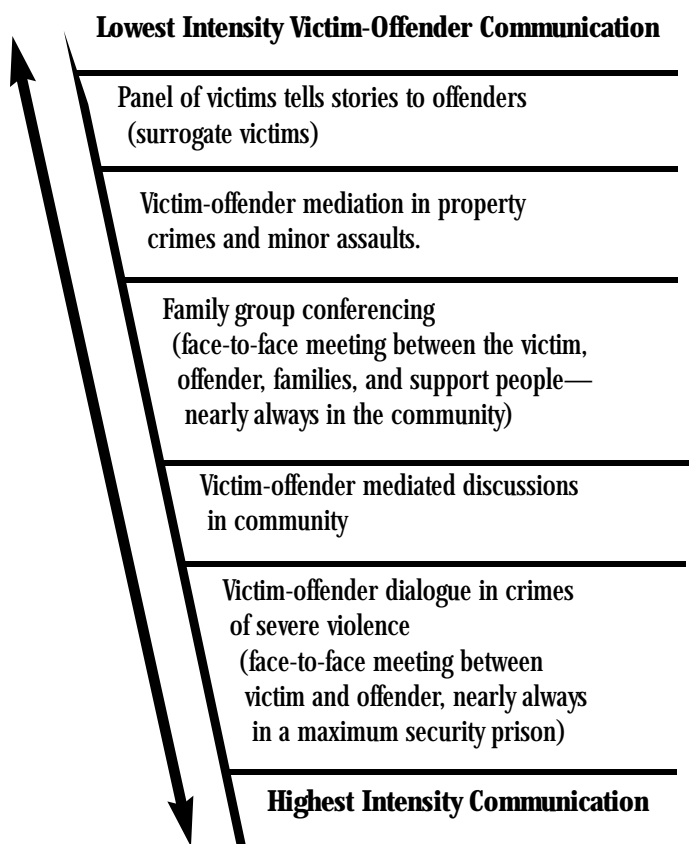 Lowest Intensity Victim-Offender Communication
Panel of victims tells stories to offenders
(surrogate victims)
Victim-offender mediation in property
crimes and minor assaults.
Family group conferencing
(face-to-face meeting between the victim,
offender, families, and support people—
nearly always in the community)
Victim-offender mediated discussions
in community
Victim-offender dialogue in crimes
of severe violence
(face-to-face meeting between
victim and offender, nearly always
in a maximum security prison)
Highest Intensity Communication